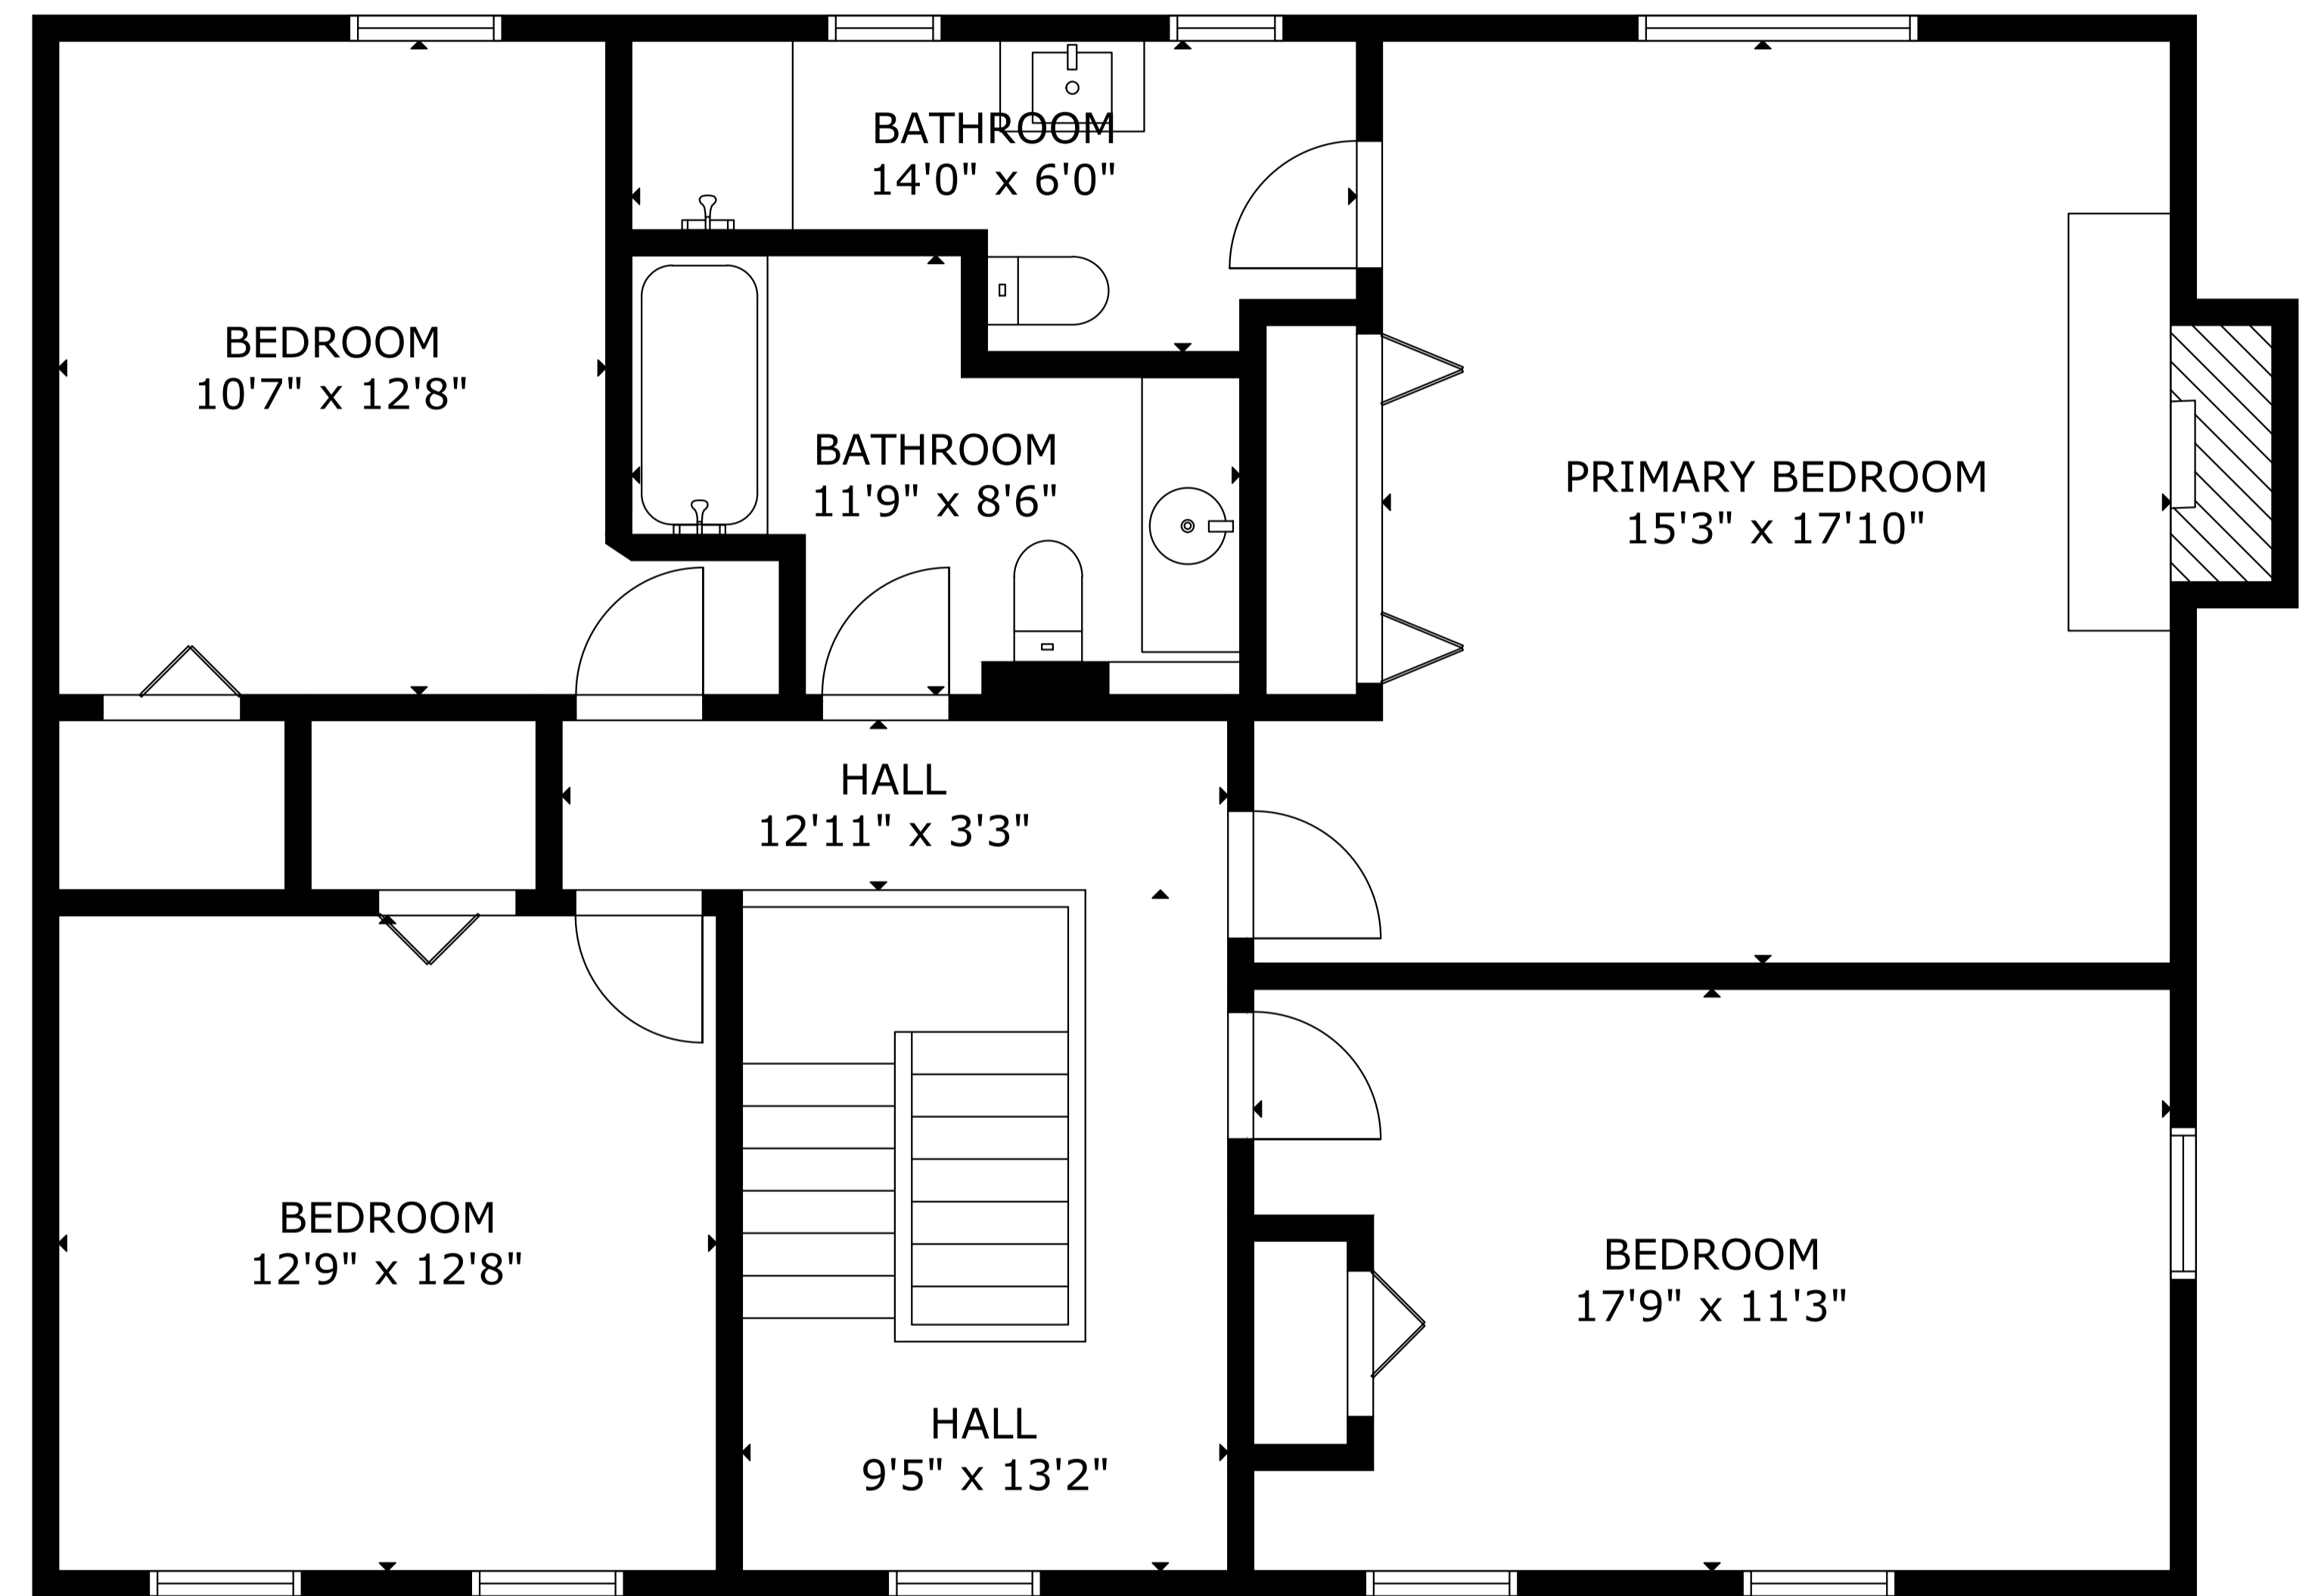 BATHROOM
14'0" x 6'0"
BEDROOM
10'7" x 12'8"
BATHROOM
11'9" x 8'6"
PRIMARY BEDROOM
15'3" x 17'10"
HALL
12'11" x 3'3"
BEDROOM
12'9" x 12'8"
BEDROOM
17'9" x 11'3"
HALL
9'5" x 13'2"